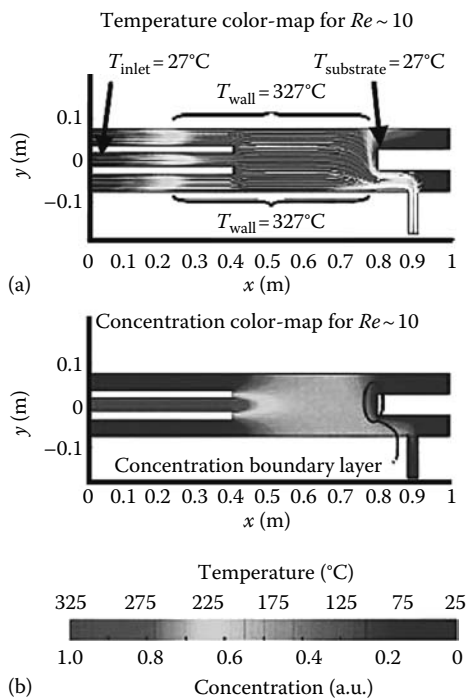 Temperature color-map for Re ~ 10
T_inlet = 27°C
T_substrate = 27°C
T_wall = 327°C
0.1
0
−0.1
y (m)
T_wall = 327°C
0 0.1 0.2 0.3 0.4 0.5 0.6 0.7 0.8 0.9 1
(a)
x (m)
Concentration color-map for Re ~ 10
0.1
0
−0.1
y (m)
Concentration boundary layer
0 0.1 0.2 0.3 0.4 0.5 0.6 0.7 0.8 0.9 1
x (m)
Temperature (°C)
325 275 225 175 125 75 25
1.0 0.8 0.6 0.4 0.2 0
(b)
Concentration (a.u.)